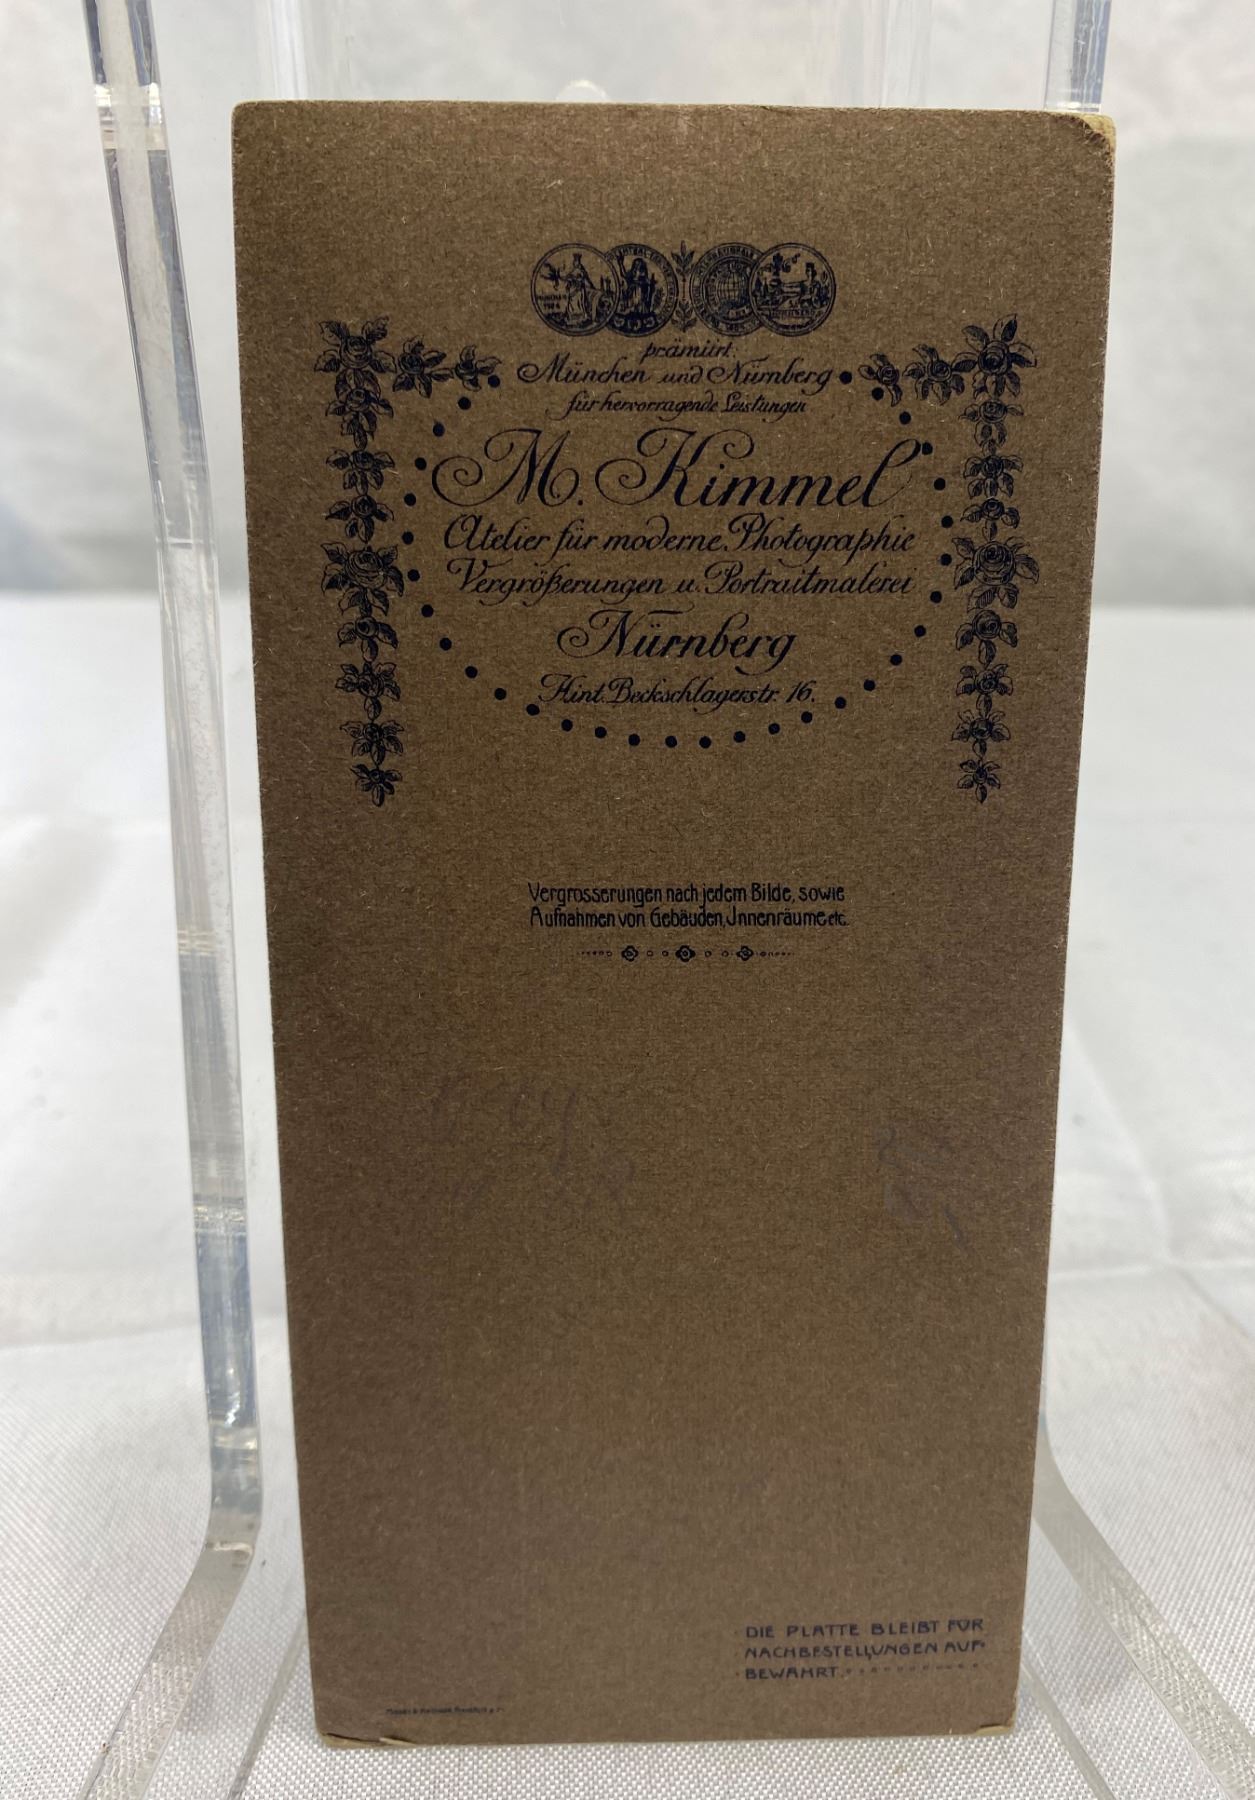 prämiirt:
München und Nürnberg
für hervorragende Leistungen
M. Kimmel
Atelier für moderne Photographie
Vergrößerungen u. Portraitmalerei
Nürnberg
Hint. Beckschlagerstr. 16.
Vergrosserungen nach jedem Bilde, sowie
Aufnahmen von Gebäuden, Jnnenräume etc.
DIE PLATTE BLEIBT FÜR
NACHBESTELLUNGEN AUF-
BEWAHRT